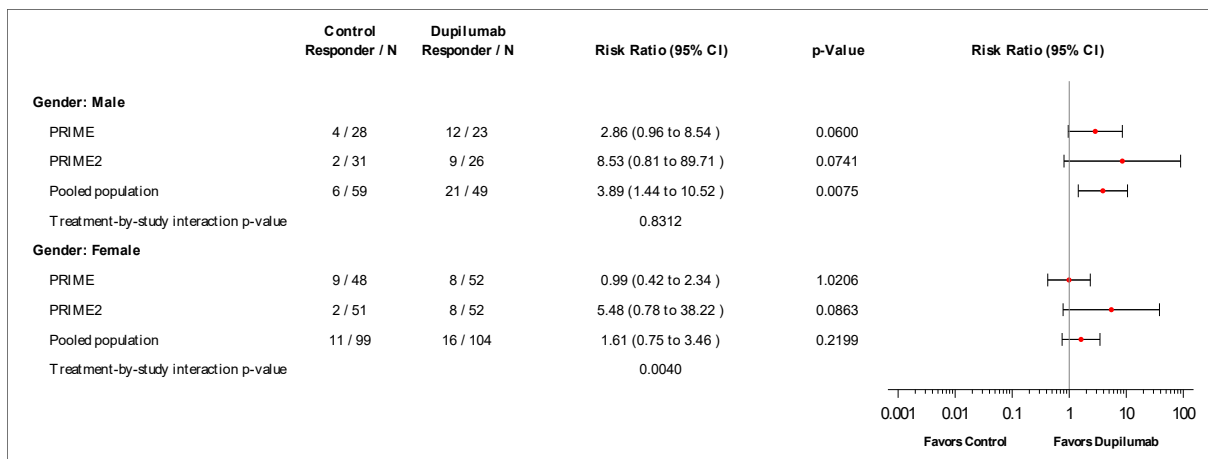 Control Dupilumab
Responder / N Responder / N Risk Ratio (95% CI) p-Value Risk Ratio (95% CI)
Gender: Male
PRIME 4 / 28 12 / 23 2.86 (0.96 to 8.54 ) 0.0600
PRIME2 2 / 31 9 / 26 8.53 (0.81 to 89.71 ) 0.0741
Pooled population 6 / 59 21 / 49 3.89 (1.44 to 10.52 ) 0.0075
Treatment-by-study interaction p-value 0.8312
Gender: Female
PRIME 9 / 48 8 / 52 0.99 (0.42 to 2.34 ) 1.0206
PRIME2 2 / 51 8 / 52 5.48 (0.78 to 38.22 ) 0.0863
Pooled population 11 / 99 16 / 104 1.61 (0.75 to 3.46 ) 0.2199
Treatment-by-study interaction p-value 0.0040
0.001 0.01 0.1 1 10 100
Favors Control Favors Dupilumab